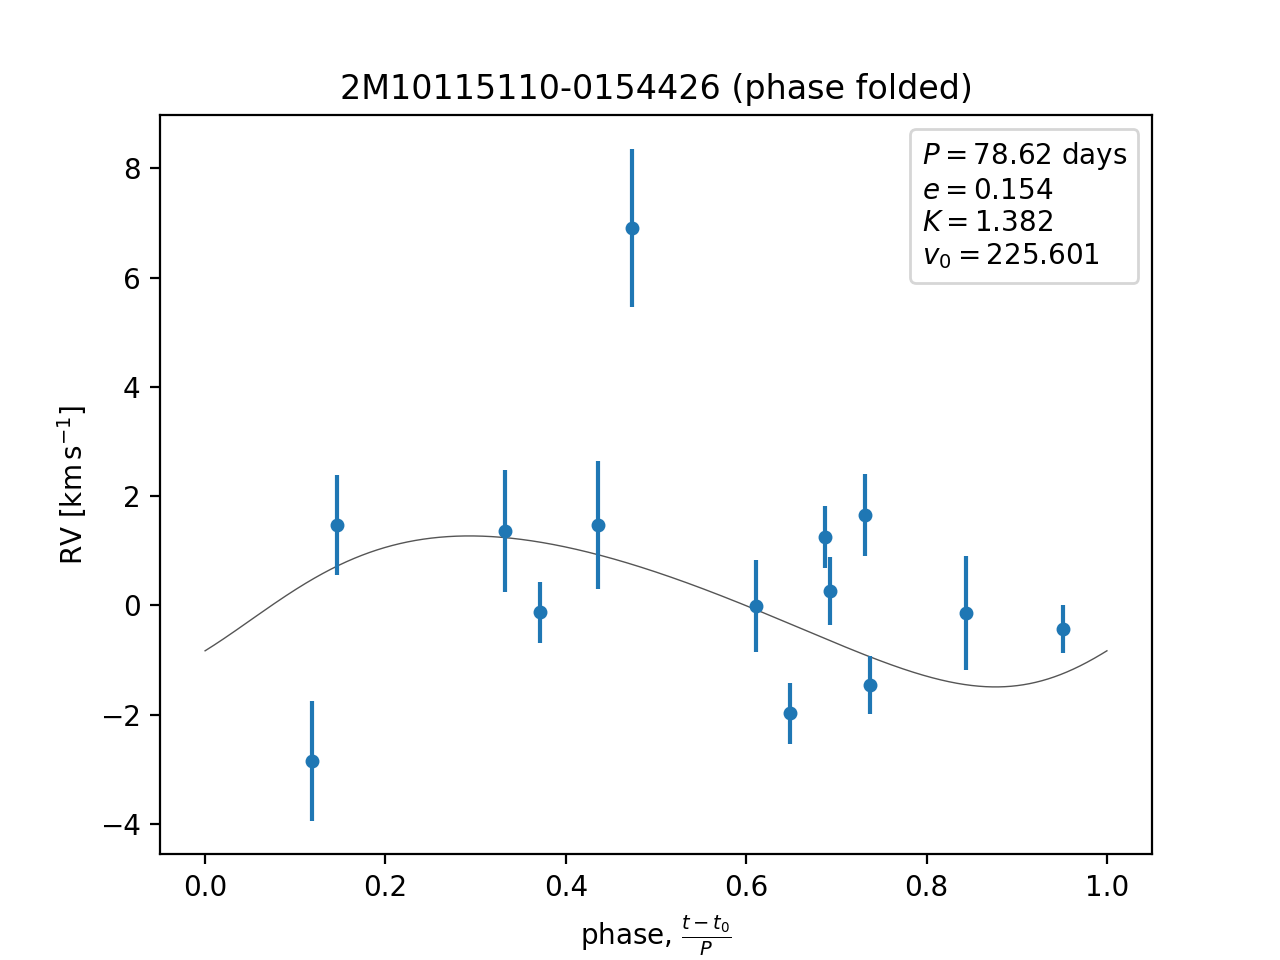 2M10115110-0154426 (phase folded)
P = 78.62 days
e = 0.154
K = 1.382
v₀ = 225.601
8
6
4
2
0
−2
−4
RV [km s⁻¹]
0.0 0.2 0.4 0.6 0.8 1.0
phase, (t − t₀)/P